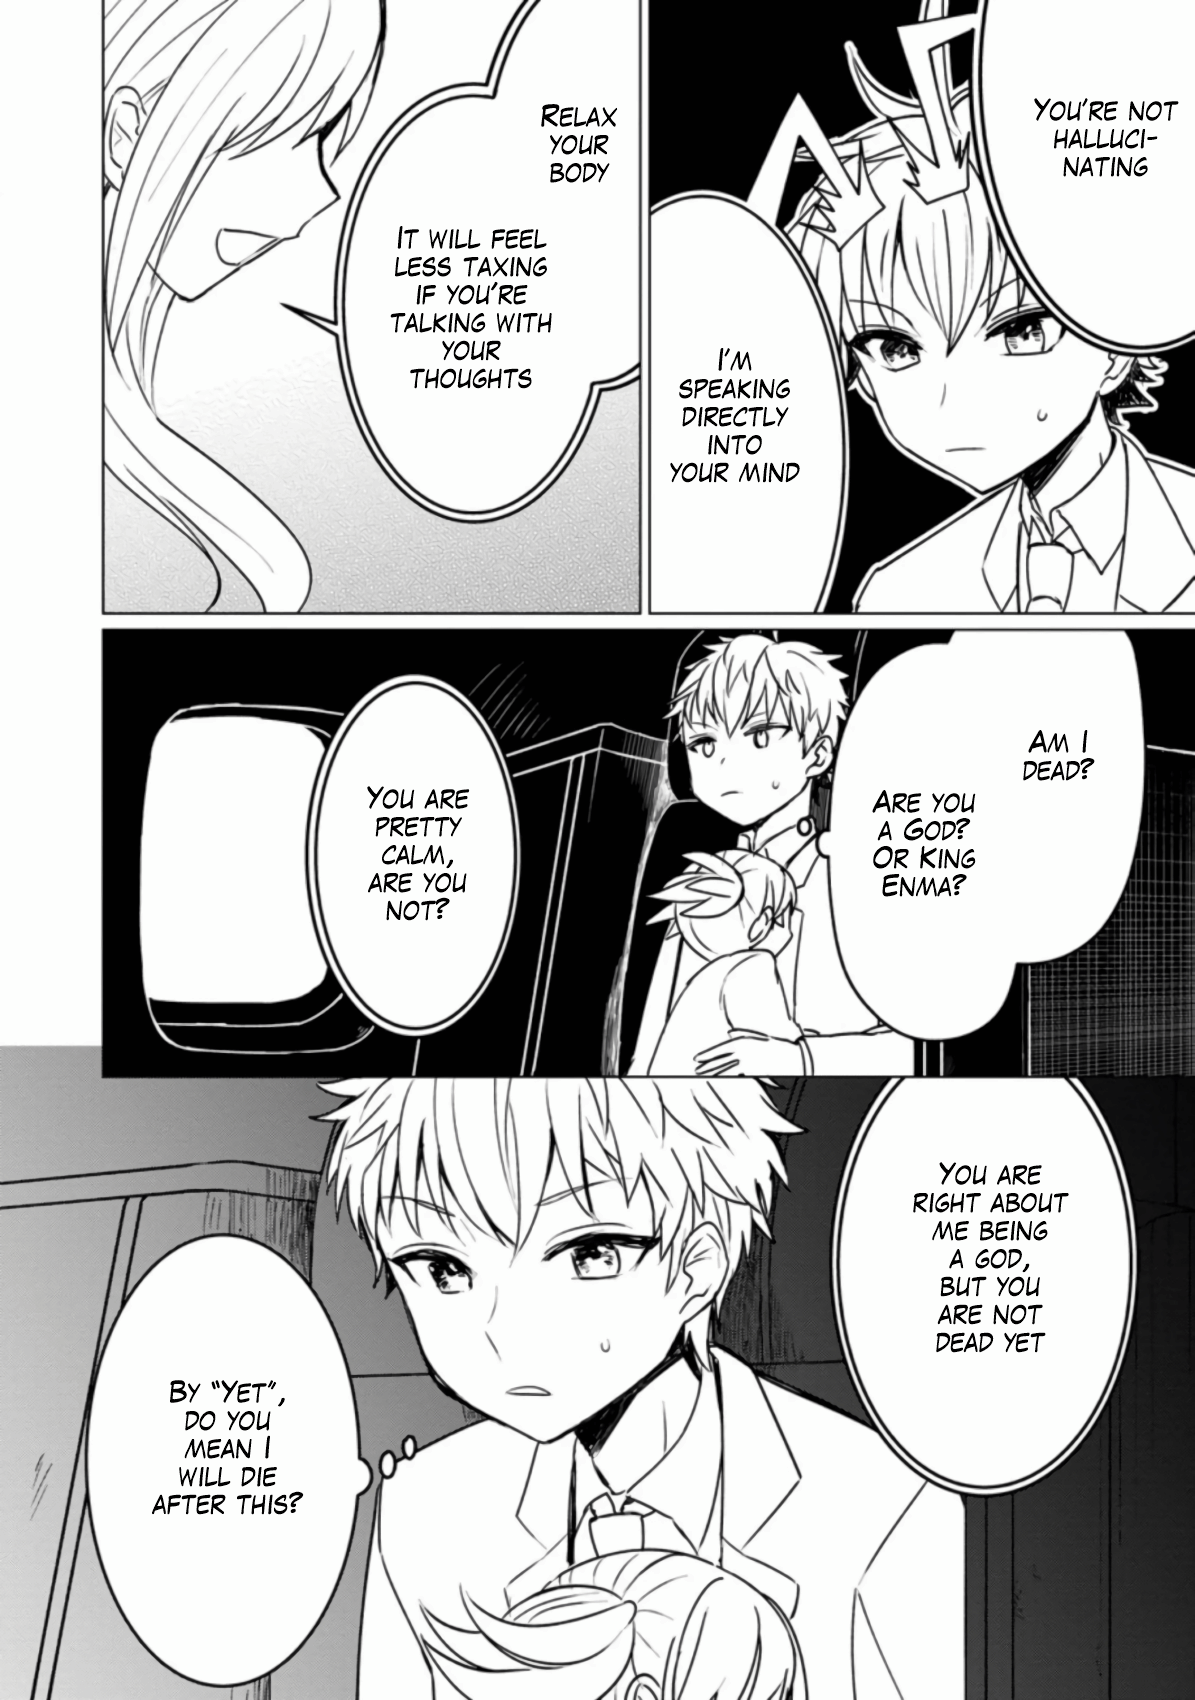 You're not
halluci-
nating
I'm
speaking
directly
into
your mind
Relax
your
body
It will feel
less taxing
if you're
talking with
your
thoughts
Am I
dead?
Are you
a God?
Or King
Enma?
You are
pretty
calm,
are you
not?
You are
right about
me being
a god,
but you
are not
dead yet
By "Yet",
do you
mean I
will die
after this?